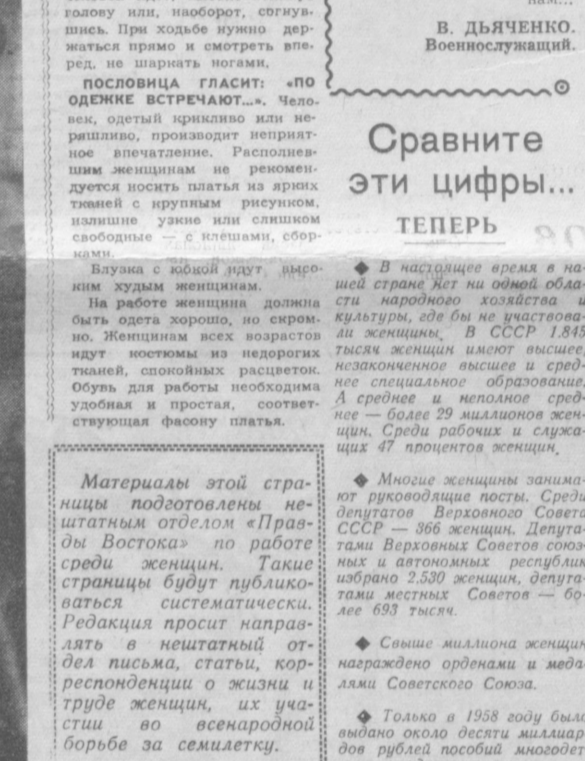 голову или, наоборот, согнув-
шись. При ходьбе нужно дер-
жаться прямо и смотреть впе-
ред, не шаркать ногами.
ПОСЛОВИЦА ГЛАСИТ: «ПО
ОДЕЖКЕ ВСТРЕЧАЮТ...». Чело-
век, одетый крикливо или не-
ряшливо, производит неприят-
ное впечатление. Располнев-
шим женщинам не рекомен-
дуется носить платья из ярких
тканей с крупным рисунком,
излишне узкие или слишком
свободные — с клешами, сбор-
ками.
Блузка с юбкой идут высо-
ким худым женщинам.
На работе женщина должна
быть одета хорошо, но скром-
но. Женщинам всех возрастов
идут костюмы из недорогих
тканей, спокойных расцветок.
Обувь для работы необходима
удобная и простая, соответ-
ствующая фасону платья.
Материалы этой стра-
ницы подготовлены не-
штатным отделом «Прав-
ды Востока» по работе
среди женщин. Такие
страницы будут публико-
ваться систематически.
Редакция просит направ-
лять в нештатный от-
дел письма, статьи, кор-
респонденции о жизни и
труде женщин, их уча-
стии во всенародной
борьбе за семилетку.
В. ДЬЯЧЕНКО.
Военнослужащий.
Сравните
эти цифры...
ТЕПЕРЬ
◆ В настоящее время в на-
шей стране нет ни одной обла-
сти народного хозяйства и
культуры, где бы не участвова-
ли женщины. В СССР 1.845
тысяч женщин имеют высшее,
незаконченное высшее и сред-
нее специальное образование.
А среднее и неполное сред-
нее — более 29 миллионов жен-
щин. Среди рабочих и служа-
щих 47 процентов женщин.
◆ Многие женщины занима-
ют руководящие посты. Среди
депутатов Верховного Совета
СССР — 366 женщин. Депута-
тами Верховных Советов союз-
ных и автономных республик
избрано 2.530 женщин, депута-
тами местных Советов — бо-
лее 693 тысяч.
◆ Свыше миллиона женщин
награждено орденами и меда-
лями Советского Союза.
◆ Только в 1958 году было
выдано около десяти миллиар-
дов рублей пособий многодет